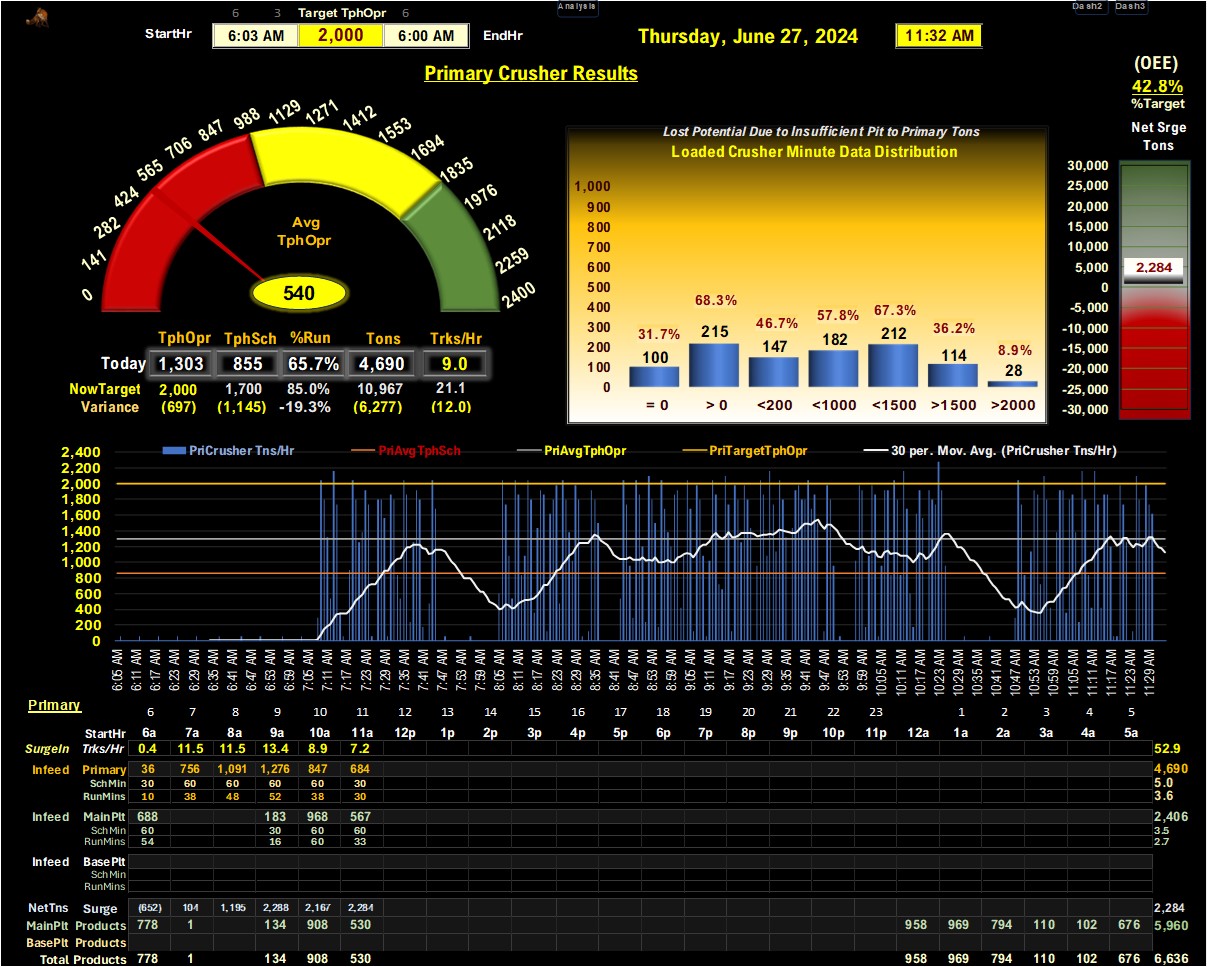 6 3 Target TphOpr 6 Analysis Dash2 Dash3
StartHr 6:03 AM 2,000 6:00 AM EndHr Thursday, June 27, 2024 11:32 AM
Primary Crusher Results
(OEE)
42.8%
%Target
Net Srge
Tons
0 141 282 424 565 706 847 988 1129 1271 1412 1553 1694 1835 1976 2118 2259 2400
Avg
TphOpr
540
TphOpr TphSch %Run Tons Trks/Hr
Today 1,303 855 65.7% 4,690 9.0
NowTarget 2,000 1,700 85.0% 10,967 21.1
Variance (697) (1,145) -19.3% (6,277) (12.0)
Lost Potential Due to Insufficient Pit to Primary Tons
Loaded Crusher Minute Data Distribution
1,000
900
800
700
600
500
400
300
200
100
0
31.7% 68.3% 46.7% 57.8% 67.3% 36.2% 8.9%
100 215 147 182 212 114 28
= 0 > 0 <200 <1000 <1500 >1500 >2000
30,000
25,000
20,000
15,000
10,000
5,000
0
-5,000
-10,000
-15,000
-20,000
-25,000
-30,000
2,284
PriCrusher Tns/Hr PriAvgTphSch PriAvgTphOpr PriTargetTphOpr 30 per. Mov. Avg. (PriCrusher Tns/Hr)
2,400
2,200
2,000
1,800
1,600
1,400
1,200
1,000
800
600
400
200
0
6:05 AM 6:11 AM 6:17 AM 6:23 AM 6:29 AM 6:35 AM 6:41 AM 6:47 AM 6:53 AM 6:59 AM 7:05 AM 7:11 AM 7:17 AM 7:23 AM 7:29 AM 7:35 AM 7:41 AM 7:47 AM 7:53 AM 7:59 AM 8:05 AM 8:11 AM 8:17 AM 8:23 AM 8:29 AM 8:35 AM 8:41 AM 8:47 AM 8:53 AM 8:59 AM 9:05 AM 9:11 AM 9:17 AM 9:23 AM 9:29 AM 9:35 AM 9:41 AM 9:47 AM 9:53 AM 9:59 AM 10:05 AM 10:11 AM 10:17 AM 10:23 AM 10:29 AM 10:35 AM 10:41 AM 10:47 AM 10:53 AM 10:59 AM 11:05 AM 11:11 AM 11:17 AM 11:23 AM 11:29 AM
Primary
6 7 8 9 10 11 12 13 14 15 16 17 18 19 20 21 22 23 1 2 3 4 5
StartHr 6a 7a 8a 9a 10a 11a 12p 1p 2p 3p 4p 5p 6p 7p 8p 9p 10p 11p 12a 1a 2a 3a 4a 5a
SurgeIn Trks/Hr 0.4 11.5 11.5 13.4 8.9 7.2 52.9
Infeed Primary 36 756 1,091 1,276 847 684 4,690
SchMin 30 60 60 60 60 30 5.0
RunMins 10 38 48 52 38 30 3.6
Infeed MainPlt 688 183 968 567 2,406
SchMin 60 30 60 60 3.5
RunMins 54 16 60 33 2.7
Infeed BasePlt
SchMin
RunMins
NetTns Surge (652) 104 1,195 2,288 2,167 2,284 2,284
MainPlt Products 778 1 134 908 530 958 969 794 110 102 676 5,960
BasePlt Products
Total Products 778 1 134 908 530 958 969 794 110 102 676 6,636